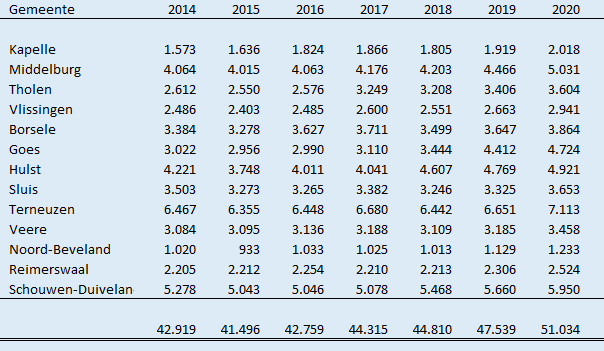 Gemeente 2014 2015 2016 2017 2018 2019 2020
Kapelle 1.573 1.636 1.824 1.866 1.805 1.919 2.018
Middelburg 4.064 4.015 4.063 4.176 4.203 4.466 5.031
Tholen 2.612 2.550 2.576 3.249 3.208 3.406 3.604
Vlissingen 2.486 2.403 2.485 2.600 2.551 2.663 2.941
Borsele 3.384 3.278 3.627 3.711 3.499 3.647 3.864
Goes 3.022 2.956 2.990 3.110 3.444 4.412 4.724
Hulst 4.221 3.748 4.011 4.041 4.607 4.769 4.921
Sluis 3.503 3.273 3.265 3.382 3.246 3.325 3.653
Terneuzen 6.467 6.355 6.448 6.680 6.442 6.651 7.113
Veere 3.084 3.095 3.136 3.188 3.109 3.185 3.458
Noord-Beveland 1.020 933 1.033 1.025 1.013 1.129 1.233
Reimerswaal 2.205 2.212 2.254 2.210 2.213 2.306 2.524
Schouwen-Duivelan 5.278 5.043 5.046 5.078 5.468 5.660 5.950
42.919 41.496 42.759 44.315 44.810 47.539 51.034